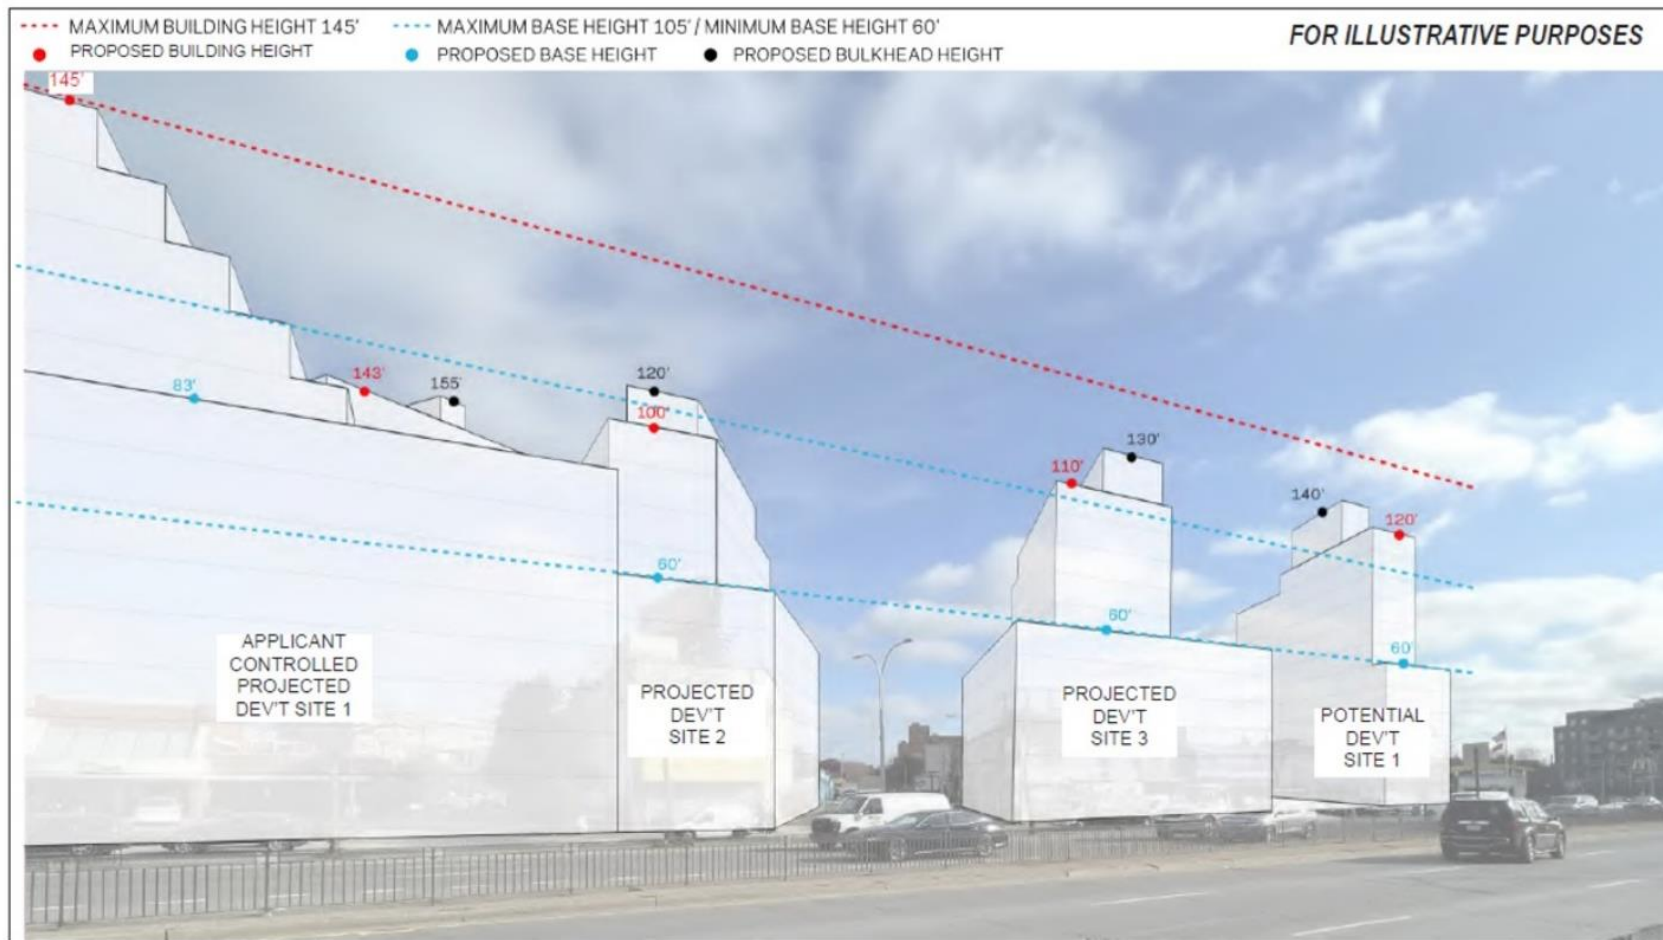 MAXIMUM BUILDING HEIGHT 145'
MAXIMUM BASE HEIGHT 105' / MINIMUM BASE HEIGHT 60'
FOR ILLUSTRATIVE PURPOSES
PROPOSED BUILDING HEIGHT
PROPOSED BASE HEIGHT
PROPOSED BULKHEAD HEIGHT
145'
83'
143'
155'
120'
100'
60'
110'
130'
60'
140'
120'
60'
APPLICANT
CONTROLLED
PROJECTED
DEV'T SITE 1
PROJECTED
DEV'T
SITE 2
PROJECTED
DEV'T
SITE 3
POTENTIAL
DEV'T
SITE 1